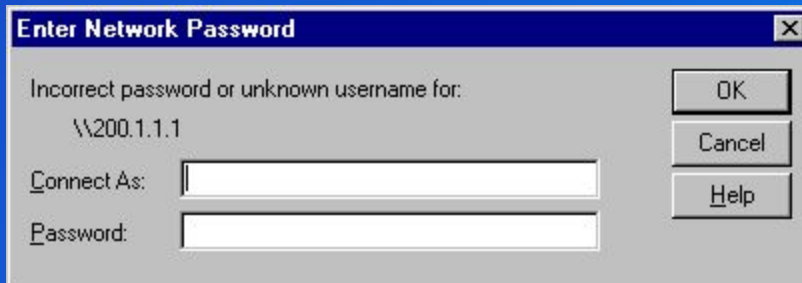 Enter Network Password
Incorrect password or unknown username for:
\\200.1.1.1
Connect As:
Password:
OK
Cancel
Help